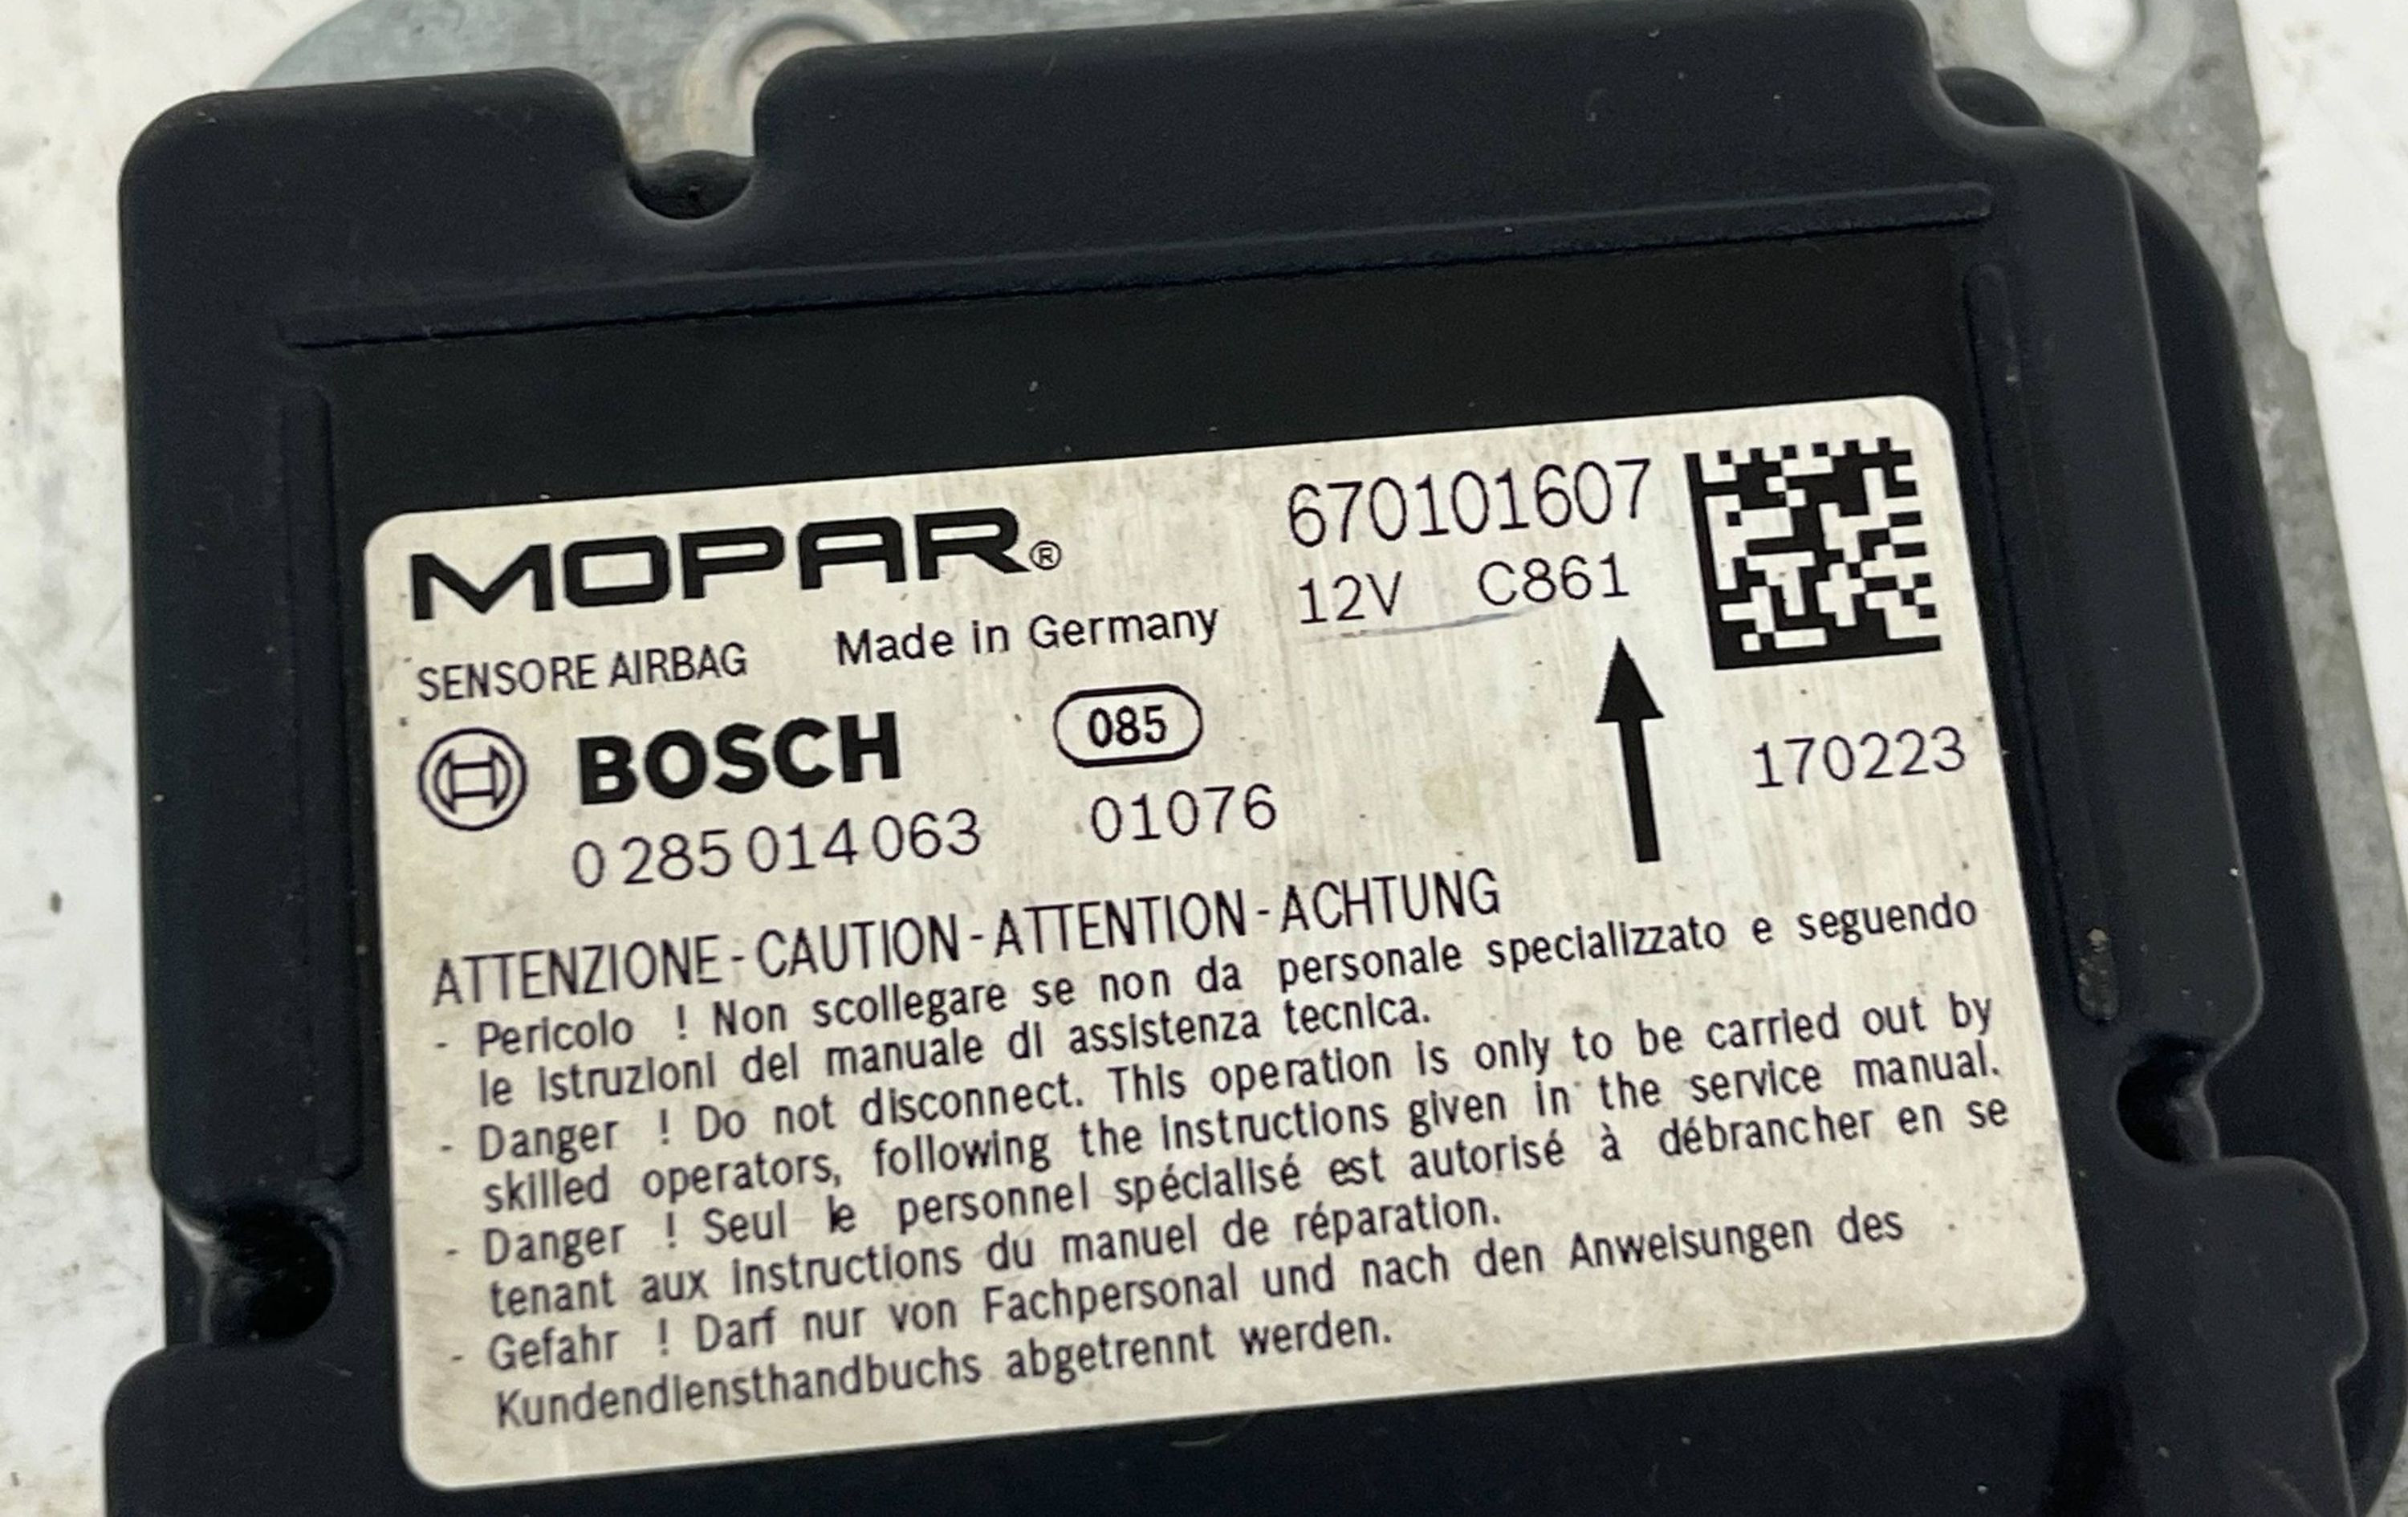 MOPAR®
670101607
12V C861
SENSORE AIRBAG Made in Germany
BOSCH 085
170223
0 285 014 063 01076
ATTENZIONE - CAUTION - ATTENTION - ACHTUNG
- Pericolo ! Non scollegare se non da personale specializzato e seguendo
le istruzioni del manuale di assistenza tecnica.
- Danger ! Do not disconnect. This operation is only to be carried out by
skilled operators, following the instructions given in the service manual.
- Danger ! Seul le personnel spécialisé est autorisé à débrancher en se
tenant aux instructions du manuel de réparation.
- Gefahr ! Darf nur von Fachpersonal und nach den Anweisungen des
Kundendiensthandbuchs abgetrennt werden.